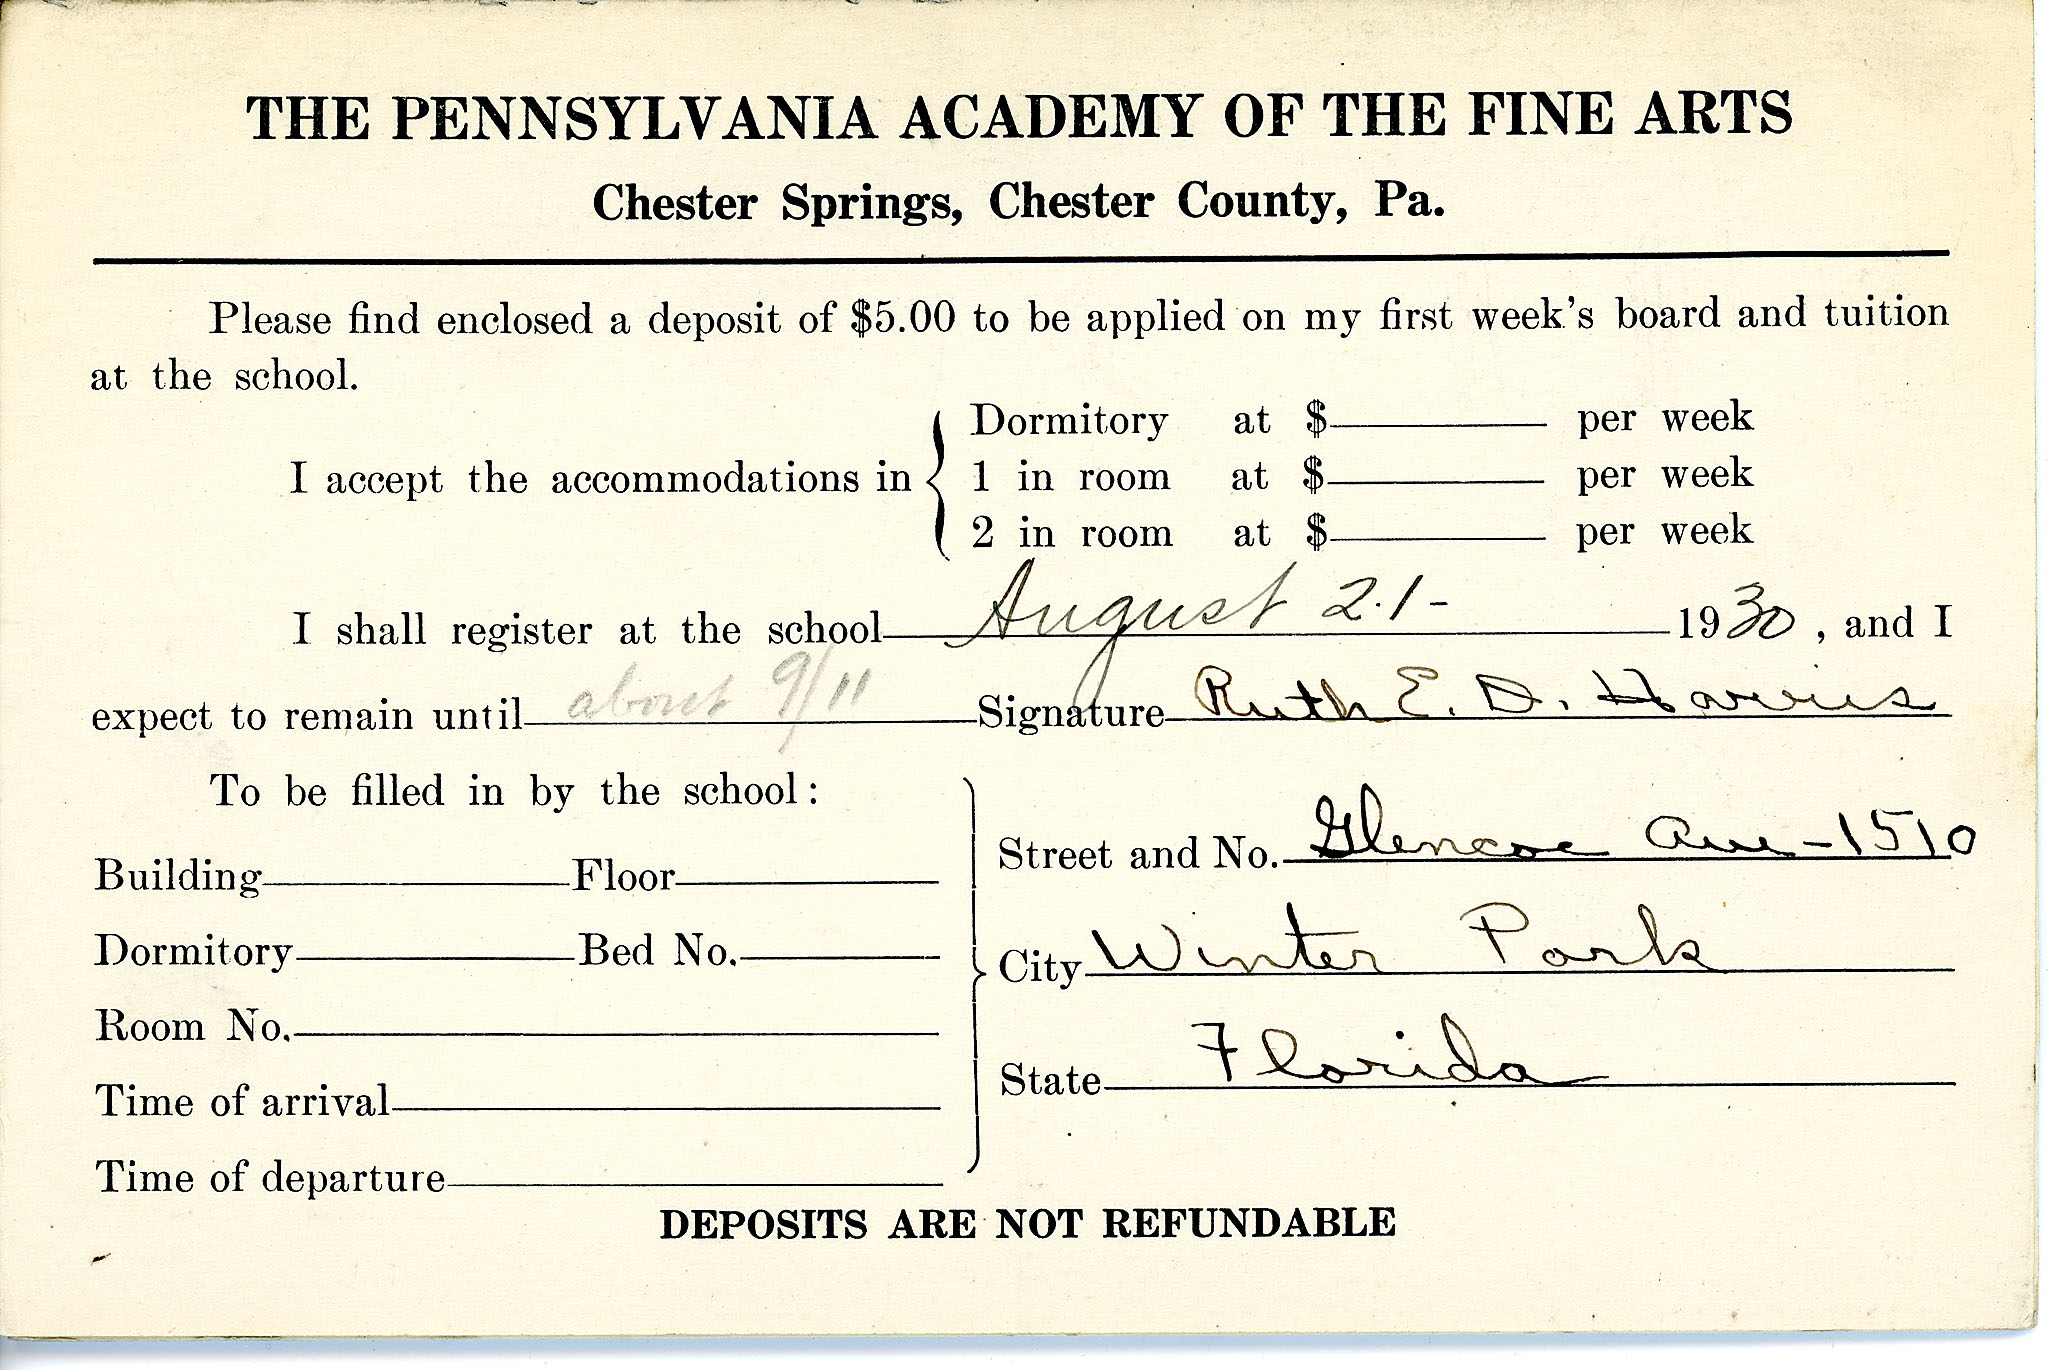 THE PENNSYLVANIA ACADEMY OF THE FINE ARTS
Chester Springs, Chester County, Pa.
Please find enclosed a deposit of $5.00 to be applied on my first week's board and tuition
at the school.
I accept the accommodations in
Dormitory at $ per week
1 in room at $ per week
2 in room at $ per week
I shall register at the school August 21- 1930, and I
expect to remain until about 9/11 Signature Ruth E. D. Harris
To be filled in by the school:
Building Floor
Dormitory Bed No.
Room No.
Time of arrival
Time of departure
Street and No. Glencoe Ave-1510
City Winter Park
State Florida
DEPOSITS ARE NOT REFUNDABLE